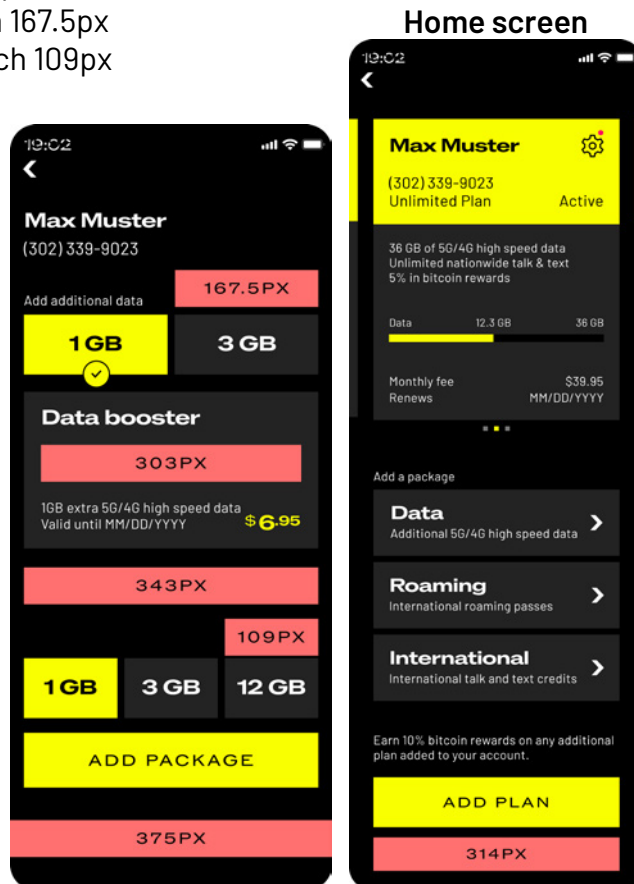 167.5px
ch 109px
Home screen
19:02
Max Muster
(302) 339-9023
167.5PX
Add additional data
1 GB
3 GB
Data booster
303PX
1GB extra 5G/4G high speed data
Valid until MM/DD/YYYY
$6.95
343PX
109PX
1 GB
3 GB
12 GB
ADD PACKAGE
375PX
19:02
Max Muster
(302) 339-9023
Unlimited Plan
Active
36 GB of 5G/4G high speed data
Unlimited nationwide talk & text
5% in bitcoin rewards
Data
12.3 GB
36 GB
Monthly fee
$39.95
Renews
MM/DD/YYYY
Add a package
Data
Additional 5G/4G high speed data
Roaming
International roaming passes
International
International talk and text credits
Earn 10% bitcoin rewards on any additional
plan added to your account.
ADD PLAN
314PX